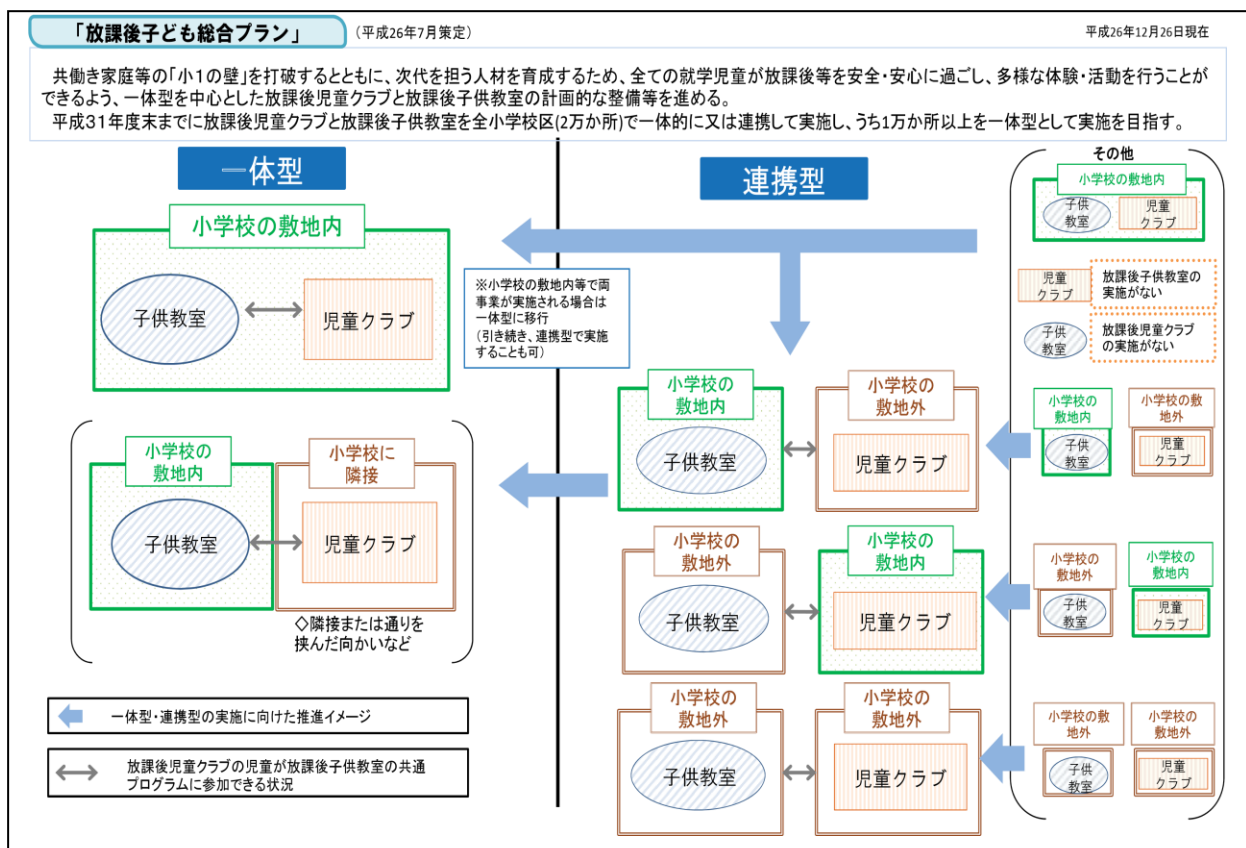 「放課後子ども総合プラン」
（平成26年7月策定）
平成26年12月26日現在
共働き家庭等の「小1の壁」を打破するとともに、次代を担う人材を育成するため、全ての就学児童が放課後等を安全・安心に過ごし、多様な体験・活動を行うことが
できるよう、一体型を中心とした放課後児童クラブと放課後子供教室の計画的な整備等を進める。
平成31年度末までに放課後児童クラブと放課後子供教室を全小学校区(2万か所)で一体的に又は連携して実施し、うち1万か所以上を一体型として実施を目指す。
一体型
小学校の敷地内
子供教室
児童クラブ
※小学校の敷地内等で両
事業が実施される場合は
一体型に移行
（引き続き、連携型で実施
することも可）
小学校の
敷地内
子供教室
小学校に
隣接
児童クラブ
◇隣接または通りを
挟んだ向かいなど
一体型・連携型の実施に向けた推進イメージ
放課後児童クラブの児童が放課後子供教室の共通
プログラムに参加できる状況
連携型
小学校の
敷地内
子供教室
小学校の
敷地外
児童クラブ
小学校の
敷地外
子供教室
小学校の
敷地内
児童クラブ
小学校の
敷地外
子供教室
小学校の
敷地外
児童クラブ
その他
小学校の敷地内
子供
教室
児童
クラブ
児童
クラブ
放課後子供教室の
実施がない
子供
教室
放課後児童クラブ
の実施がない
小学校の
敷地内
子供
教室
小学校の敷
地外
児童
クラブ
小学校の
敷地外
子供
教室
小学校の
敷地内
児童
クラブ
小学校の敷
地外
子供
教室
小学校の
敷地外
児童
クラブ